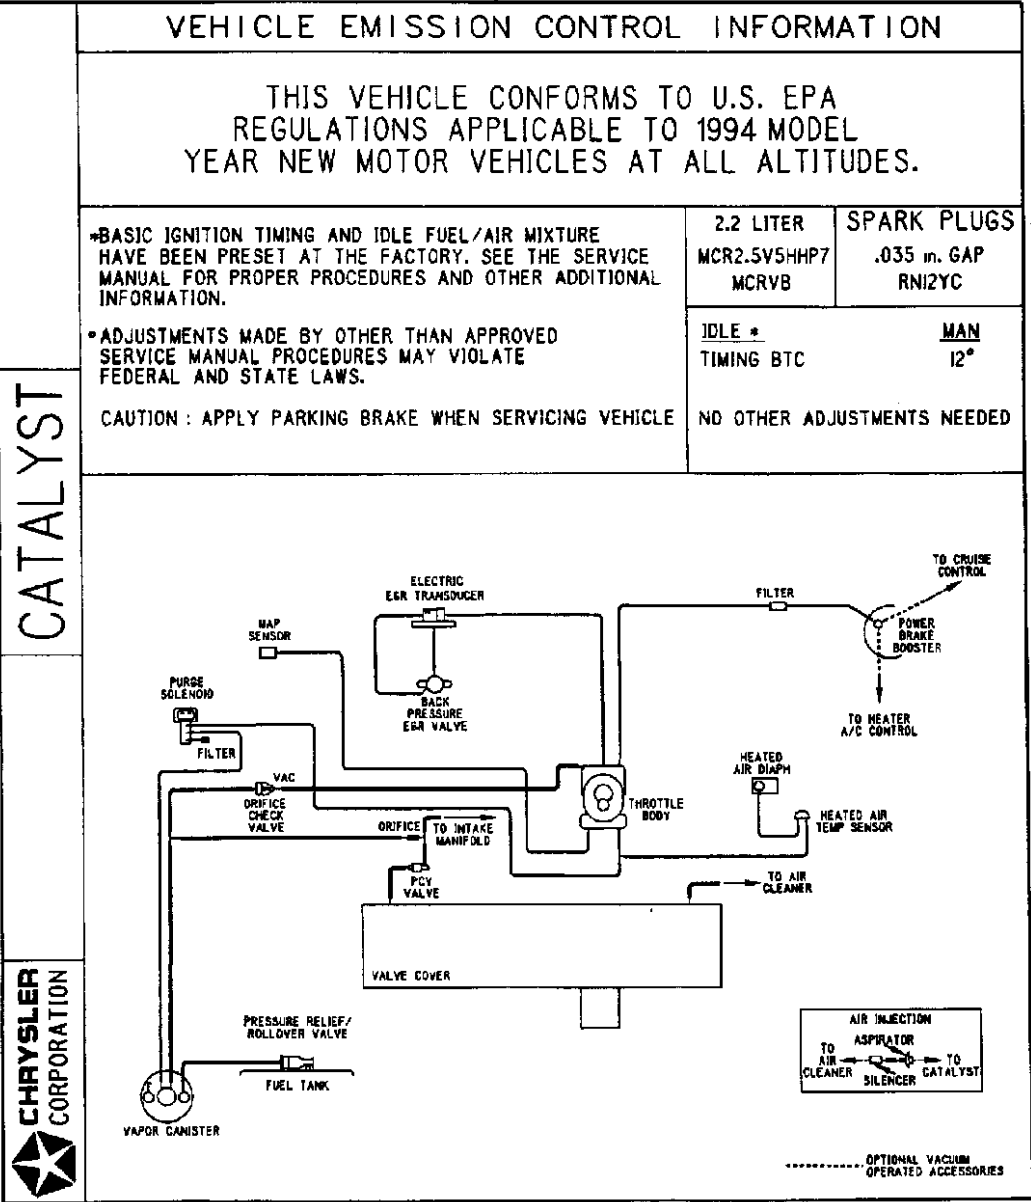 VEHICLE EMISSION CONTROL INFORMATION
THIS VEHICLE CONFORMS TO U.S. EPA
REGULATIONS APPLICABLE TO 1994 MODEL
YEAR NEW MOTOR VEHICLES AT ALL ALTITUDES.
*BASIC IGNITION TIMING AND IDLE FUEL/AIR MIXTURE
HAVE BEEN PRESET AT THE FACTORY. SEE THE SERVICE
MANUAL FOR PROPER PROCEDURES AND OTHER ADDITIONAL
INFORMATION.
•ADJUSTMENTS MADE BY OTHER THAN APPROVED
SERVICE MANUAL PROCEDURES MAY VIOLATE
FEDERAL AND STATE LAWS.
CAUTION : APPLY PARKING BRAKE WHEN SERVICING VEHICLE
2.2 LITER
MCR2.5V5HHP7
MCRVB
SPARK PLUGS
.035 in. GAP
RN12YC
IDLE * MAN
TIMING BTC 12°
NO OTHER ADJUSTMENTS NEEDED
CATALYST
CHRYSLER
CORPORATION
ELECTRIC
EGR TRANSDUCER
MAP
SENSOR
PURGE
SOLENOID
FILTER
BACK
PRESSURE
EGR VALVE
FILTER
TO CRUISE
CONTROL
POWER
BRAKE
BOOSTER
TO HEATER
A/C CONTROL
VAC
ORIFICE
CHECK
VALVE
ORIFICE
TO INTAKE
MANIFOLD
PCV
VALVE
THROTTLE
BODY
HEATED
AIR DIAPH
HEATED AIR
TEMP SENSOR
TO AIR
CLEANER
VALVE COVER
PRESSURE RELIEF/
ROLLOVER VALVE
FUEL TANK
VAPOR CANISTER
AIR INJECTION
ASPIRATOR
TO
AIR
CLEANER
SILENCER
TO
CATALYST
OPTIONAL VACUUM
OPERATED ACCESSORIES